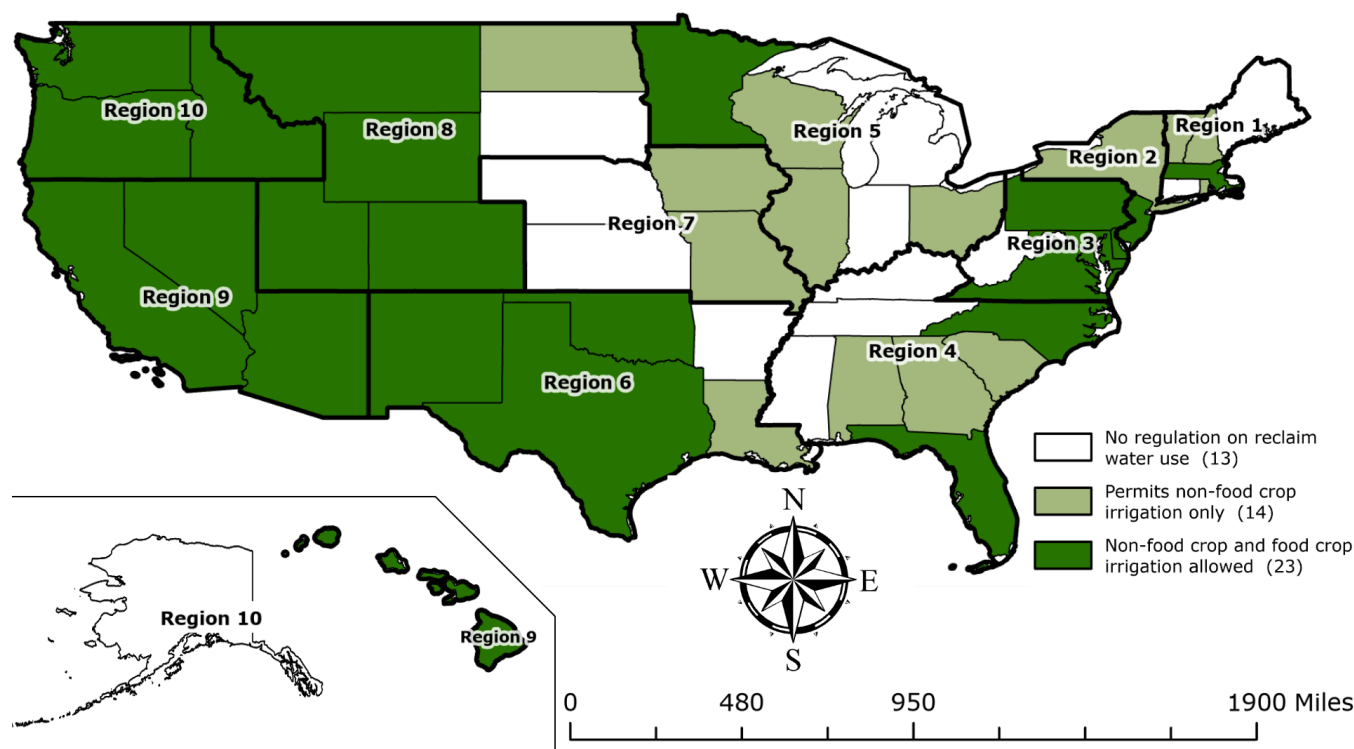 Region 10
Region 8
Region 5
Region 1
Region 2
Region 7
Region 3
Region 9
Region 4
Region 6
No regulation on reclaim
water use (13)
Permits non-food crop
irrigation only (14)
Non-food crop and food crop
irrigation allowed (23)
N
W
E
S
Region 10
Region 9
0
480
950
1900 Miles